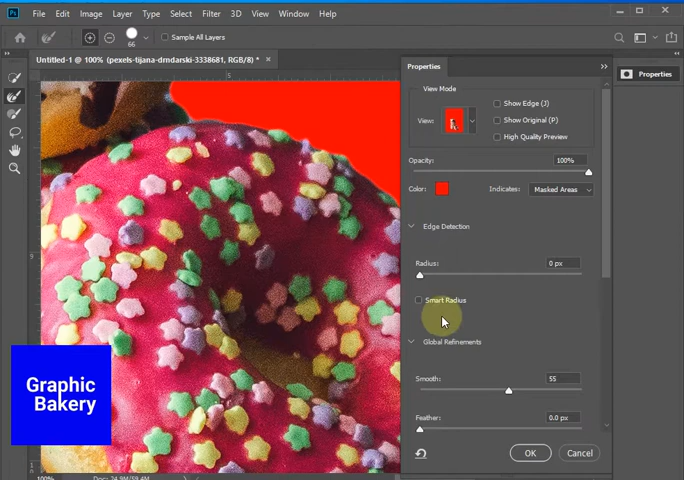 Ps File Edit Image Layer Type Select Filter 3D View Window Help
66 Sample All Layers
Untitled-1 @ 100% (pexels-tijana-drndarski-3338681, RGB/8) *
5
Properties
Properties
View Mode
Show Edge (J)
View: Show Original (P)
High Quality Preview
Opacity: 100%
Color: Indicates: Masked Areas
Edge Detection
9
Radius: 0 px
Smart Radius
Global Refinements
Graphic
Bakery
Smooth: 55
Feather: 0.0 px
OK Cancel
100% Doc: 24.9M/59.4M